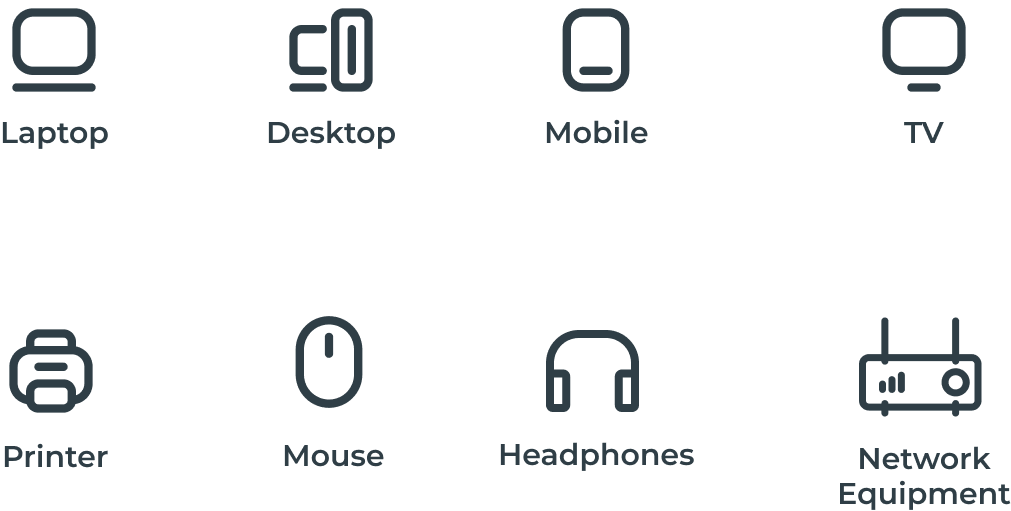 Laptop
Desktop
Mobile
TV
Printer
Mouse
Headphones
Network
Equipment